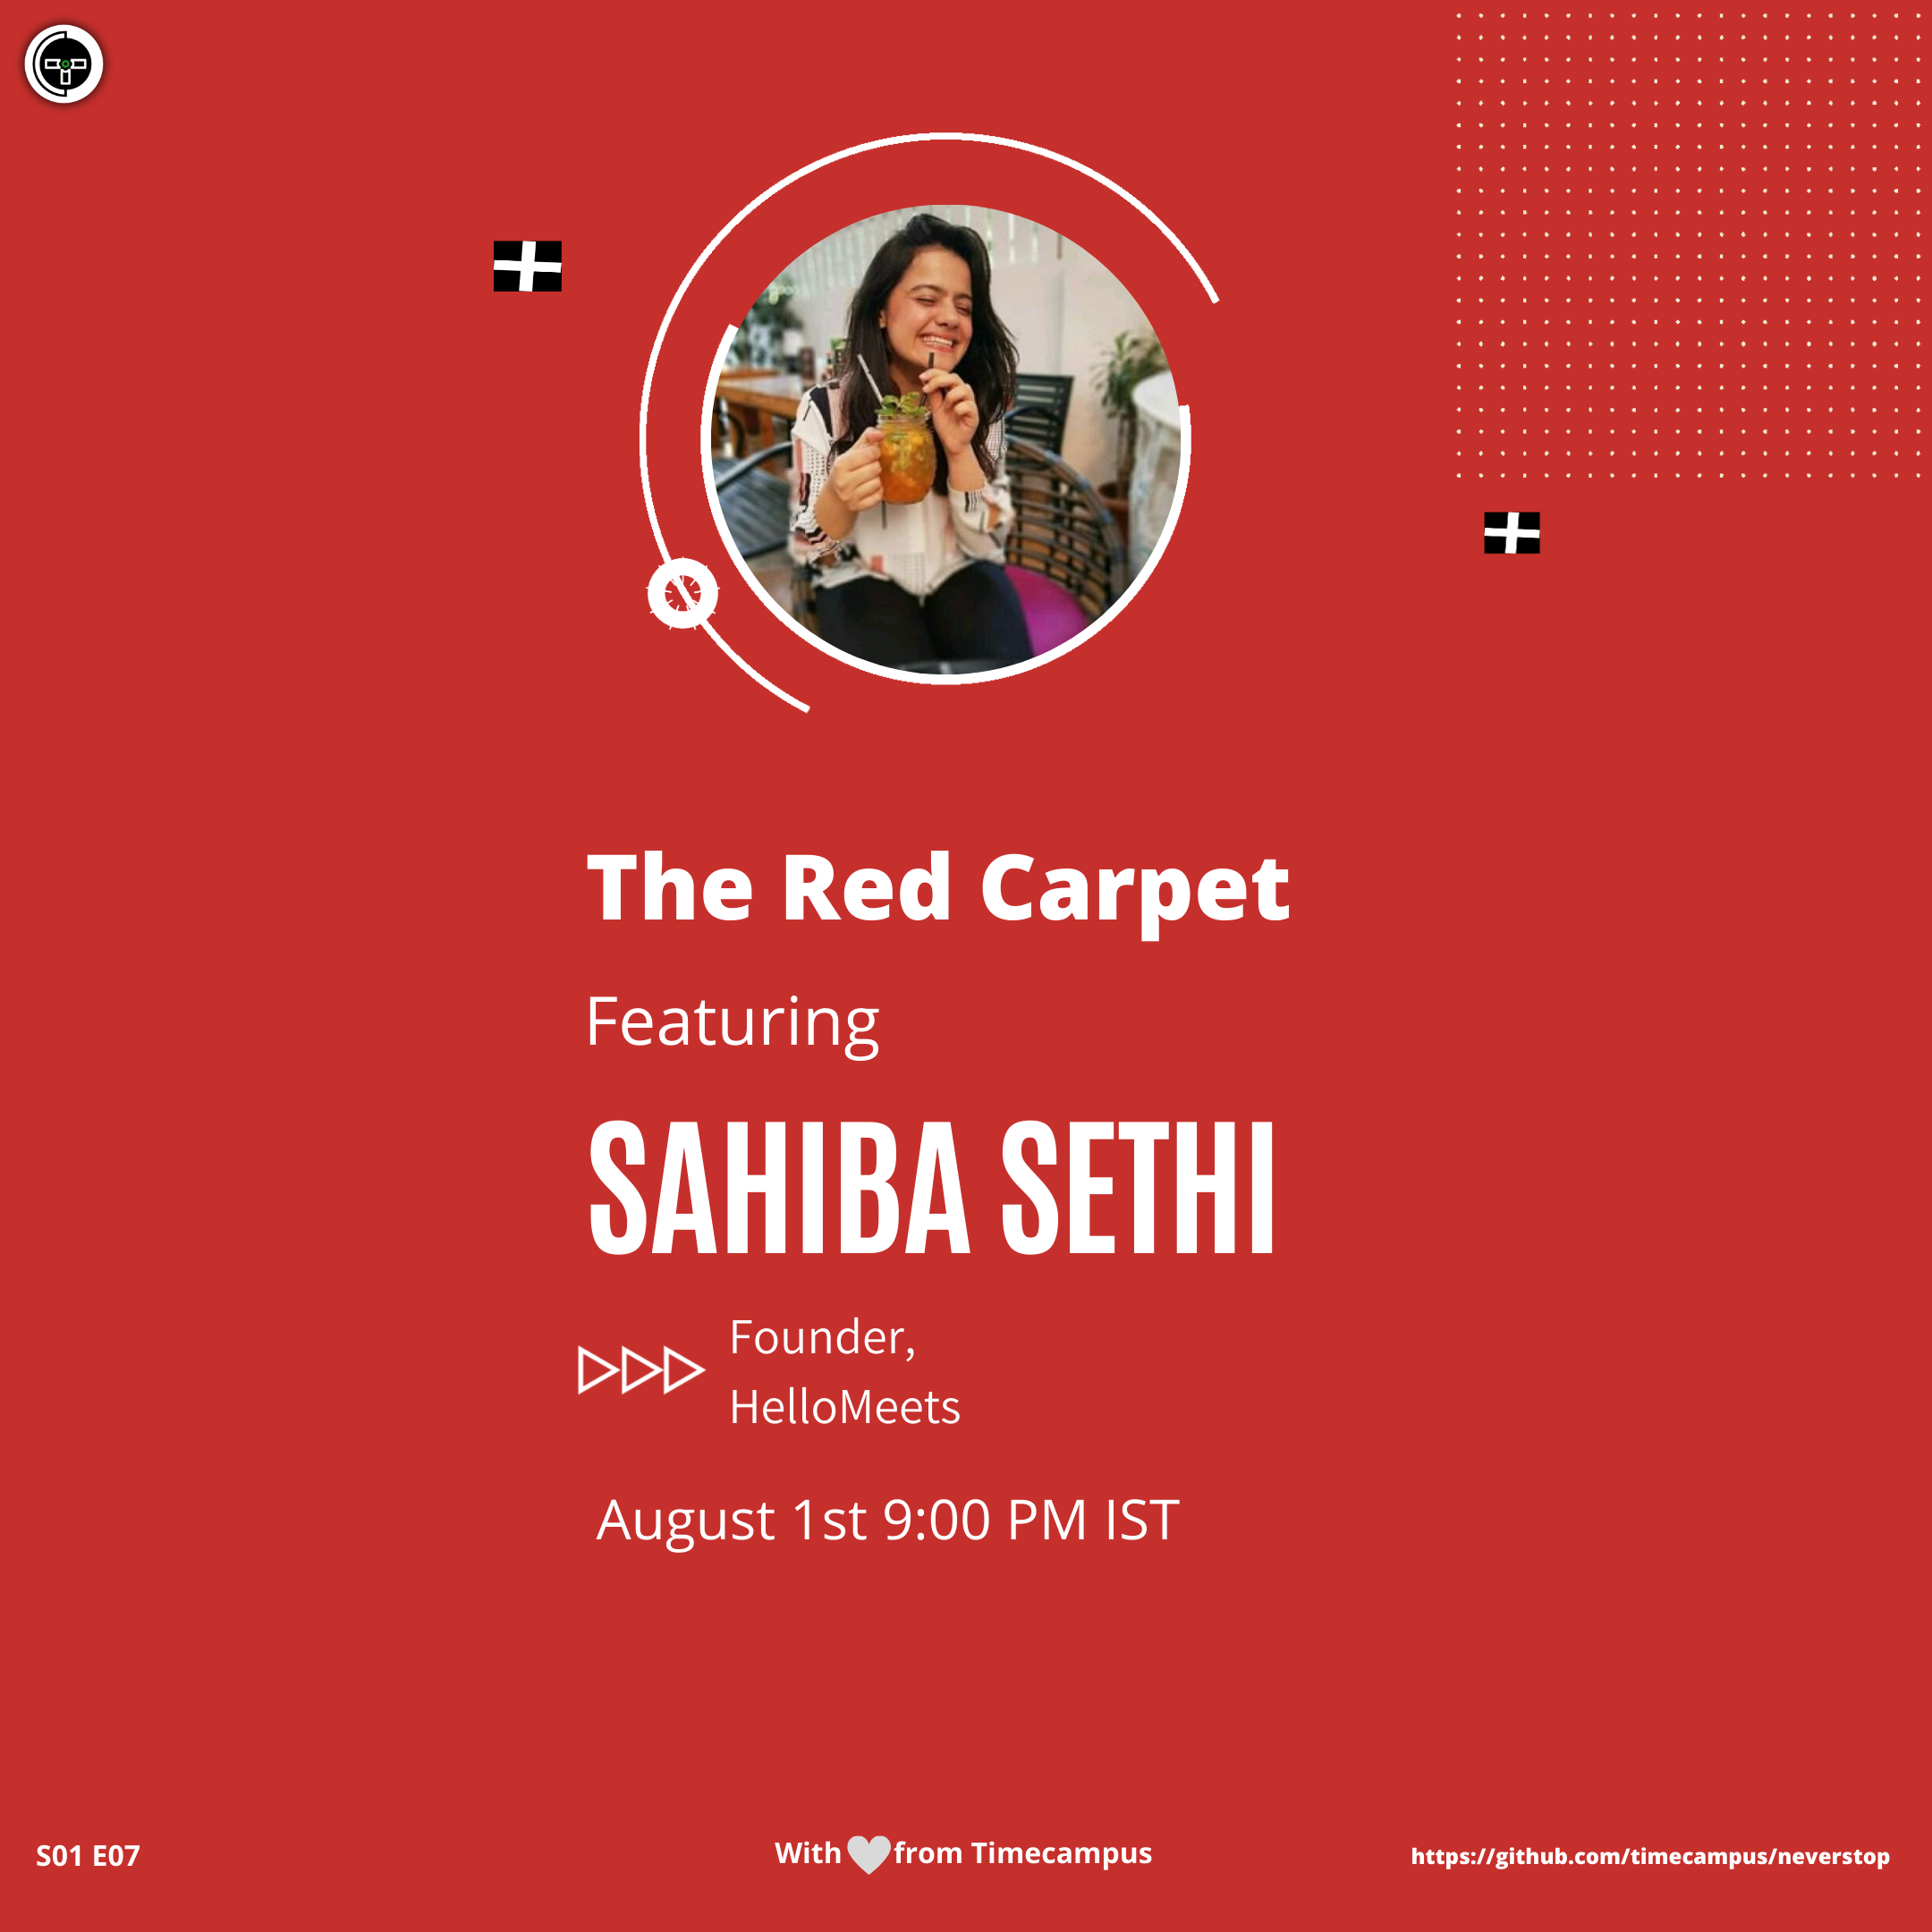 The Red Carpet
Featuring
SAHIBA SETHI
Founder,
HelloMeets
August 1st 9:00 PM IST
S01 E07
With from Timecampus
https://github.com/timecampus/neverstop